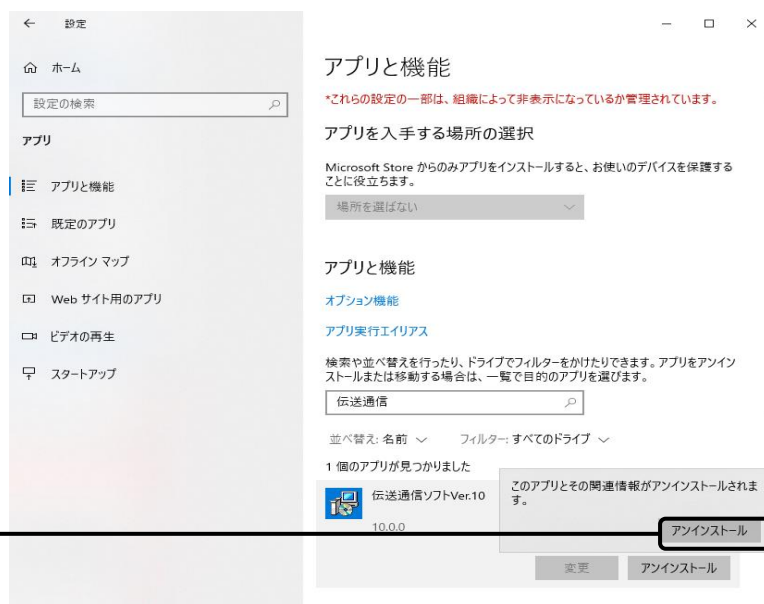 設定
ホーム
設定の検索
アプリ
アプリと機能
既定のアプリ
オフライン マップ
Web サイト用のアプリ
ビデオの再生
スタートアップ
アプリと機能
*これらの設定の一部は、組織によって非表示になっているか管理されています。
アプリを入手する場所の選択
Microsoft Store からのみアプリをインストールすると、お使いのデバイスを保護する
ことに役立ちます。
場所を選ばない
アプリと機能
オプション機能
アプリ実行エイリアス
検索や並べ替えを行ったり、ドライブでフィルターをかけたりできます。アプリをアンイン
ストールまたは移動する場合は、一覧で目的のアプリを選びます。
伝送通信
並べ替え: 名前 フィルター: すべてのドライブ
1 個のアプリが見つかりました
伝送通信ソフトVer.10
10.0.0
このアプリとその関連情報がアンインストールされま
す。
アンインストール
変更 アンインストール